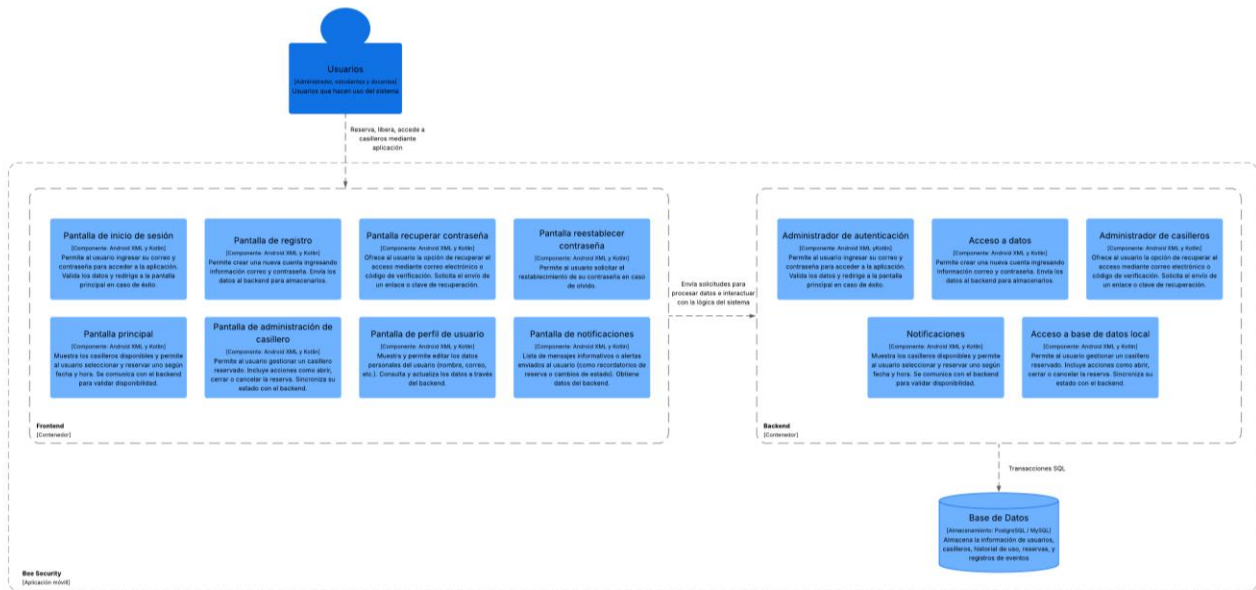 Usuarios
[Administrador, estudiantes y docentes]
Usuarios que hacen uso del sistema
Reserva, libera, accede a
casilleros mediante
aplicación
Pantalla de inicio de sesión
[Componente: Android XML y Kotlin]
Permite al usuario ingresar su correo y
contraseña para acceder a la aplicación.
Valida los datos y redirige a la pantalla
principal en caso de éxito.
Pantalla de registro
[Componente: Android XML y Kotlin]
Permite crear una nueva cuenta ingresando
información correo y contraseña. Envía los
datos al backend para almacenarlos.
Pantalla recuperar contraseña
[Componente: Android XML y Kotlin]
Ofrece al usuario la opción de recuperar el
acceso mediante correo electrónico o
código de verificación. Solicita el envío de
un enlace o clave de recuperación.
Pantalla reestablecer
contraseña
[Componente: Android XML y Kotlin]
Permite al usuario solicitar el
restablecimiento de su contraseña en caso
de olvido.
Pantalla principal
[Componente: Android XML y Kotlin]
Muestra los casilleros disponibles y permite
al usuario seleccionar y reservar uno según
fecha y hora. Se comunica con el backend
para validar disponibilidad.
Pantalla de administración de
casillero
[Componente: Android XML y Kotlin]
Permite al usuario gestionar un casillero
reservado. Incluye acciones como abrir,
cerrar o cancelar la reserva. Sincroniza su
estado con el backend.
Pantalla de perfil de usuario
[Componente: Android XML y Kotlin]
Muestra y permite editar los datos
personales del usuario (nombre, correo,
etc.). Consulta y actualiza los datos a través
del backend.
Pantalla de notificaciones
[Componente: Android XML y Kotlin]
Lista de mensajes informativos o alertas
enviados al usuario (como recordatorios de
reserva o cambios de estado). Obtiene
datos del backend.
Frontend
[Contenedor]
Envía solicitudes para
procesar datos e interactuar
con la lógica del sistema
Administrador de autenticación
[Componente: Android XML yKotlin]
Permite al usuario ingresar su correo y
contraseña para acceder a la aplicación.
Valida los datos y redirige a la pantalla
principal en caso de éxito.
Acceso a datos
[Componente: Android XML y Kotlin]
Permite crear una nueva cuenta ingresando
información correo y contraseña. Envía los
datos al backend para almacenarlos.
Administrador de casilleros
[Componente: Android XML y Kotlin]
Ofrece al usuario la opción de recuperar el
acceso mediante correo electrónico o
código de verificación. Solicita el envío de
un enlace o clave de recuperación.
Notificaciones
[Componente: Android XML y Kotlin]
Muestra los casilleros disponibles y permite
al usuario seleccionar y reservar uno según
fecha y hora. Se comunica con el backend
para validar disponibilidad.
Acceso a base de datos local
[Componente: Android XML y Kotlin]
Permite al usuario gestionar un casillero
reservado. Incluye acciones como abrir,
cerrar o cancelar la reserva. Sincroniza su
estado con el backend.
Backend
[Contenedor]
Transacciones SQL
Base de Datos
[Almacenamiento: PostgreSQL / MySQL]
Almacena la información de usuarios,
casilleros, historial de uso, reservas, y
registros de eventos
Bee Security
[Aplicación móvil]